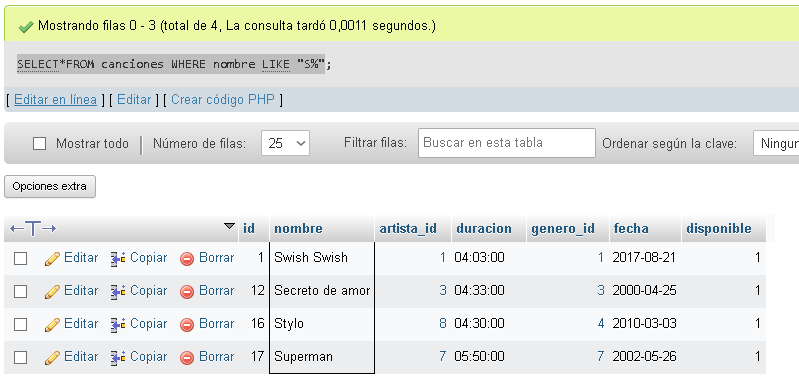 Mostrando filas 0 - 3 (total de 4, La consulta tardó 0,0011 segundos.)
SELECT*FROM canciones WHERE nombre LIKE "S%";
[ Editar en línea ] [ Editar ] [ Crear código PHP ]
Mostrar todo | Número de filas: 25 Filtrar filas: Buscar en esta tabla Ordenar según la clave: Ningun
Opciones extra
←T→ id nombre artista_id duracion genero_id fecha disponible
Editar Copiar Borrar 1 Swish Swish 1 04:03:00 1 2017-08-21 1
Editar Copiar Borrar 12 Secreto de amor 3 04:33:00 3 2000-04-25 1
Editar Copiar Borrar 16 Stylo 8 04:30:00 4 2010-03-03 1
Editar Copiar Borrar 17 Superman 7 05:50:00 7 2002-05-26 1